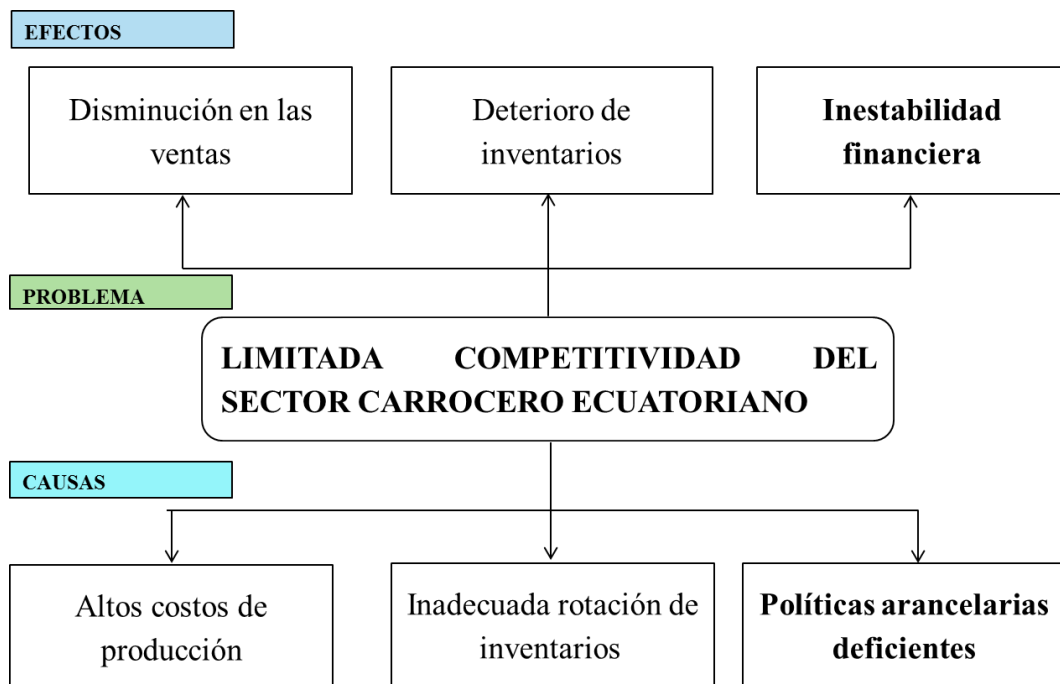 EFECTOS
Disminución en las
ventas
Deterioro de
inventarios
Inestabilidad
financiera
PROBLEMA
LIMITADA COMPETITIVIDAD DEL
SECTOR CARROCERO ECUATORIANO
CAUSAS
Altos costos de
producción
Inadecuada rotación de
inventarios
Políticas arancelarias
deficientes